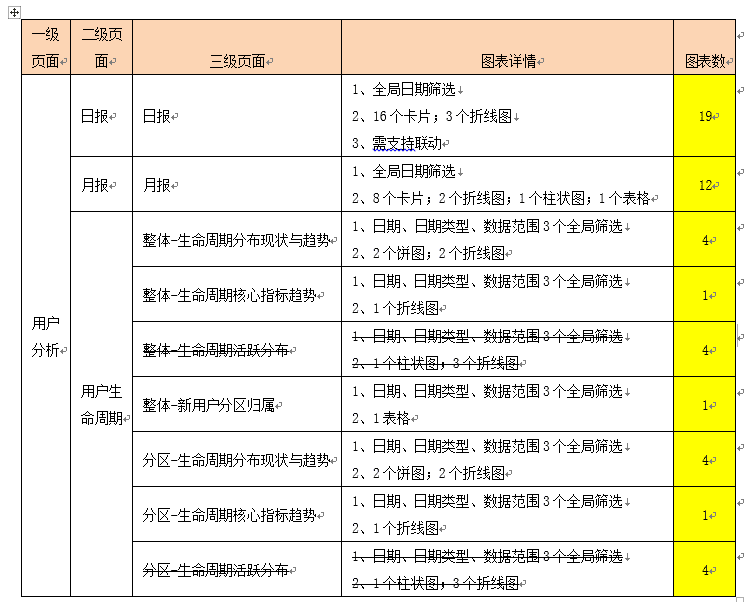 一级
页面
二级页
面
三级页面
图表详情
图表数
用户
分析
日报
日报
1、全局日期筛选
2、16个卡片；3个折线图
3、需支持联动
19
月报
月报
1、全局日期筛选
2、8个卡片；2个折线图；1个柱状图；1个表格
12
用户生
命周期
整体-生命周期分布现状与趋势
1、日期、日期类型、数据范围3个全局筛选
2、2个饼图；2个折线图
4
整体-生命周期核心指标趋势
1、日期、日期类型、数据范围3个全局筛选
2、1个折线图
1
整体-生命周期活跃分布
1、日期、日期类型、数据范围3个全局筛选
2、1个柱状图；3个折线图
4
整体-新用户分区归属
1、日期、日期类型、数据范围3个全局筛选
2、1表格
1
分区-生命周期分布现状与趋势
1、日期、日期类型、数据范围3个全局筛选
2、2个饼图；2个折线图
4
分区-生命周期核心指标趋势
1、日期、日期类型、数据范围3个全局筛选
2、1个折线图
1
分区-生命周期活跃分布
1、日期、日期类型、数据范围3个全局筛选
2、1个柱状图；3个折线图
4